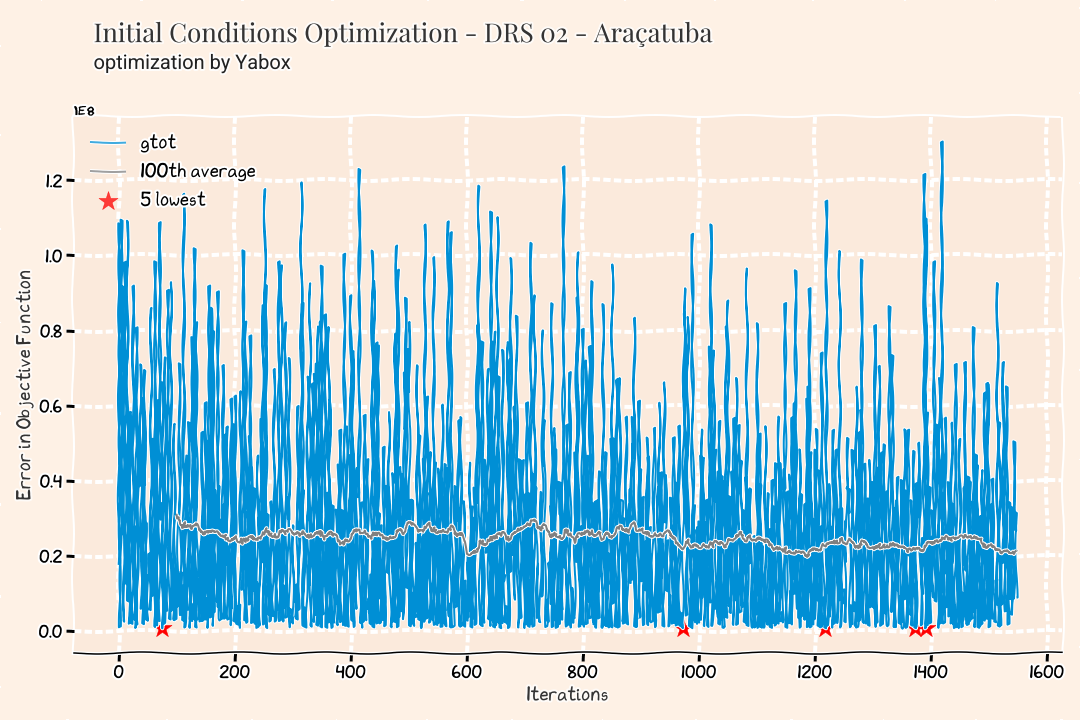 Initial Conditions Optimization - DRS 02 - Araçatuba
optimization by Yabox
1E8
gtot
100th average
5 lowest
1.2
1.0
0.8
0.6
0.4
0.2
0.0
Error in Objective Function
0 200 400 600 800 1000 1200 1400 1600
Iterations